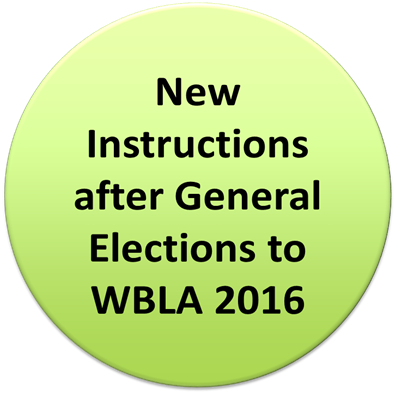 New
Instructions
after General
Elections to
WBLA 2016